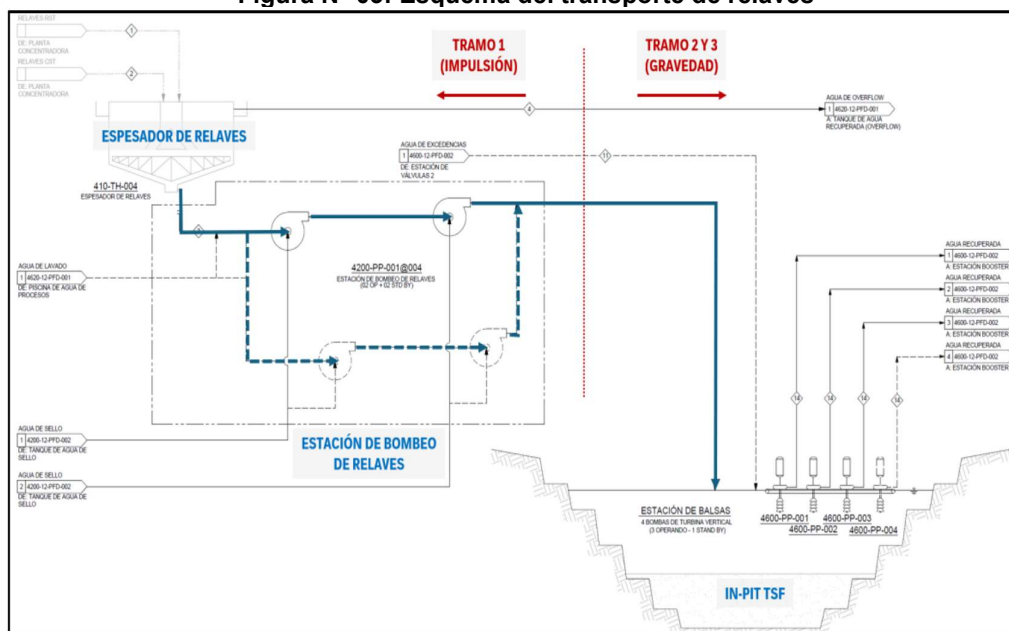 Figura N° 03: Esquema del transporte de relaves
RELAVES RST
DE: PLANTA
CONCENTRADORA
1
RELAVES CST
DE: PLANTA
CONCENTRADORA
2
TRAMO 1
(IMPULSIÓN)
TRAMO 2 Y 3
(GRAVEDAD)
4
AGUA DE OVERFLOW
1 4620-12-PFD-001
A: TANQUE DE AGUA
RECUPERADA (OVERFLOW)
ESPESADOR DE RELAVES
AGUA DE EXCEDENCIAS
1 4600-12-PFD-002
DE: ESTACIÓN DE
VÁLVULAS 2
11
410-TH-004
ESPESADOR DE RELAVES
4200-PP-001@004
ESTACIÓN DE BOMBEO DE RELAVES
(02 OP + 02 STD BY)
AGUA DE LAVADO
1 4620-12-PFD-001
DE: PISCINA DE AGUA DE
PROCESOS
AGUA RECUPERADA
1 4600-12-PFD-002
A: ESTACIÓN BOOSTER
AGUA RECUPERADA
2 4600-12-PFD-002
A: ESTACIÓN BOOSTER
AGUA RECUPERADA
3 4600-12-PFD-002
A: ESTACIÓN BOOSTER
AGUA RECUPERADA
4 4600-12-PFD-002
A: ESTACIÓN BOOSTER
14 14 14 14
AGUA DE SELLO
1 4200-12-PFD-002
DE: TANQUE DE AGUA DE
SELLO
AGUA DE SELLO
2 4200-12-PFD-002
DE: TANQUE DE AGUA DE
SELLO
ESTACIÓN DE BOMBEO
DE RELAVES
ESTACIÓN DE BALSAS
4 BOMBAS DE TURBINA VERTICAL
(3 OPERANDO - 1 STAND BY)
4600-PP-001
4600-PP-002
4600-PP-003
4600-PP-004
IN-PIT TSF